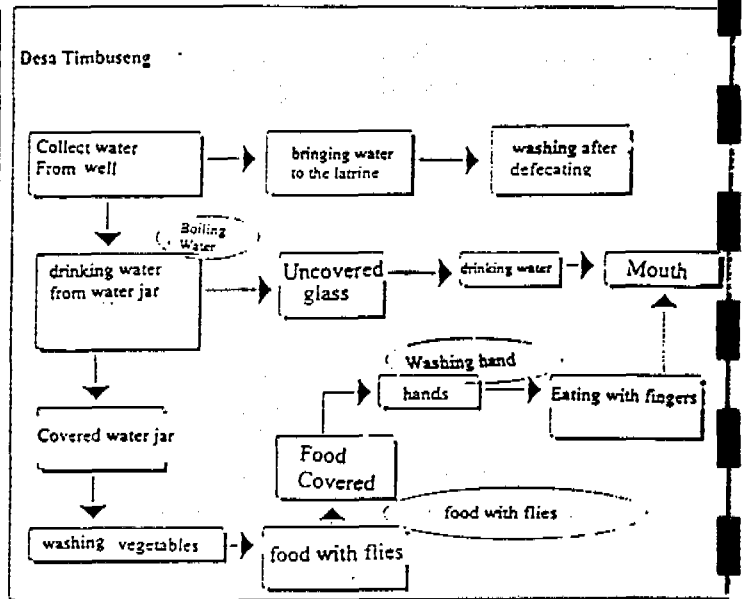 Desa Timbuseng
Collect water
From well
bringing water
to the latrine
washing after
defecating
Boiling
Water
drinking water
from water jar
Uncovered
glass
drinking water
Mouth
Washing hand
hands
Eating with fingers
Covered water jar
Food
Covered
food with flies
washing vegetables
food with flies